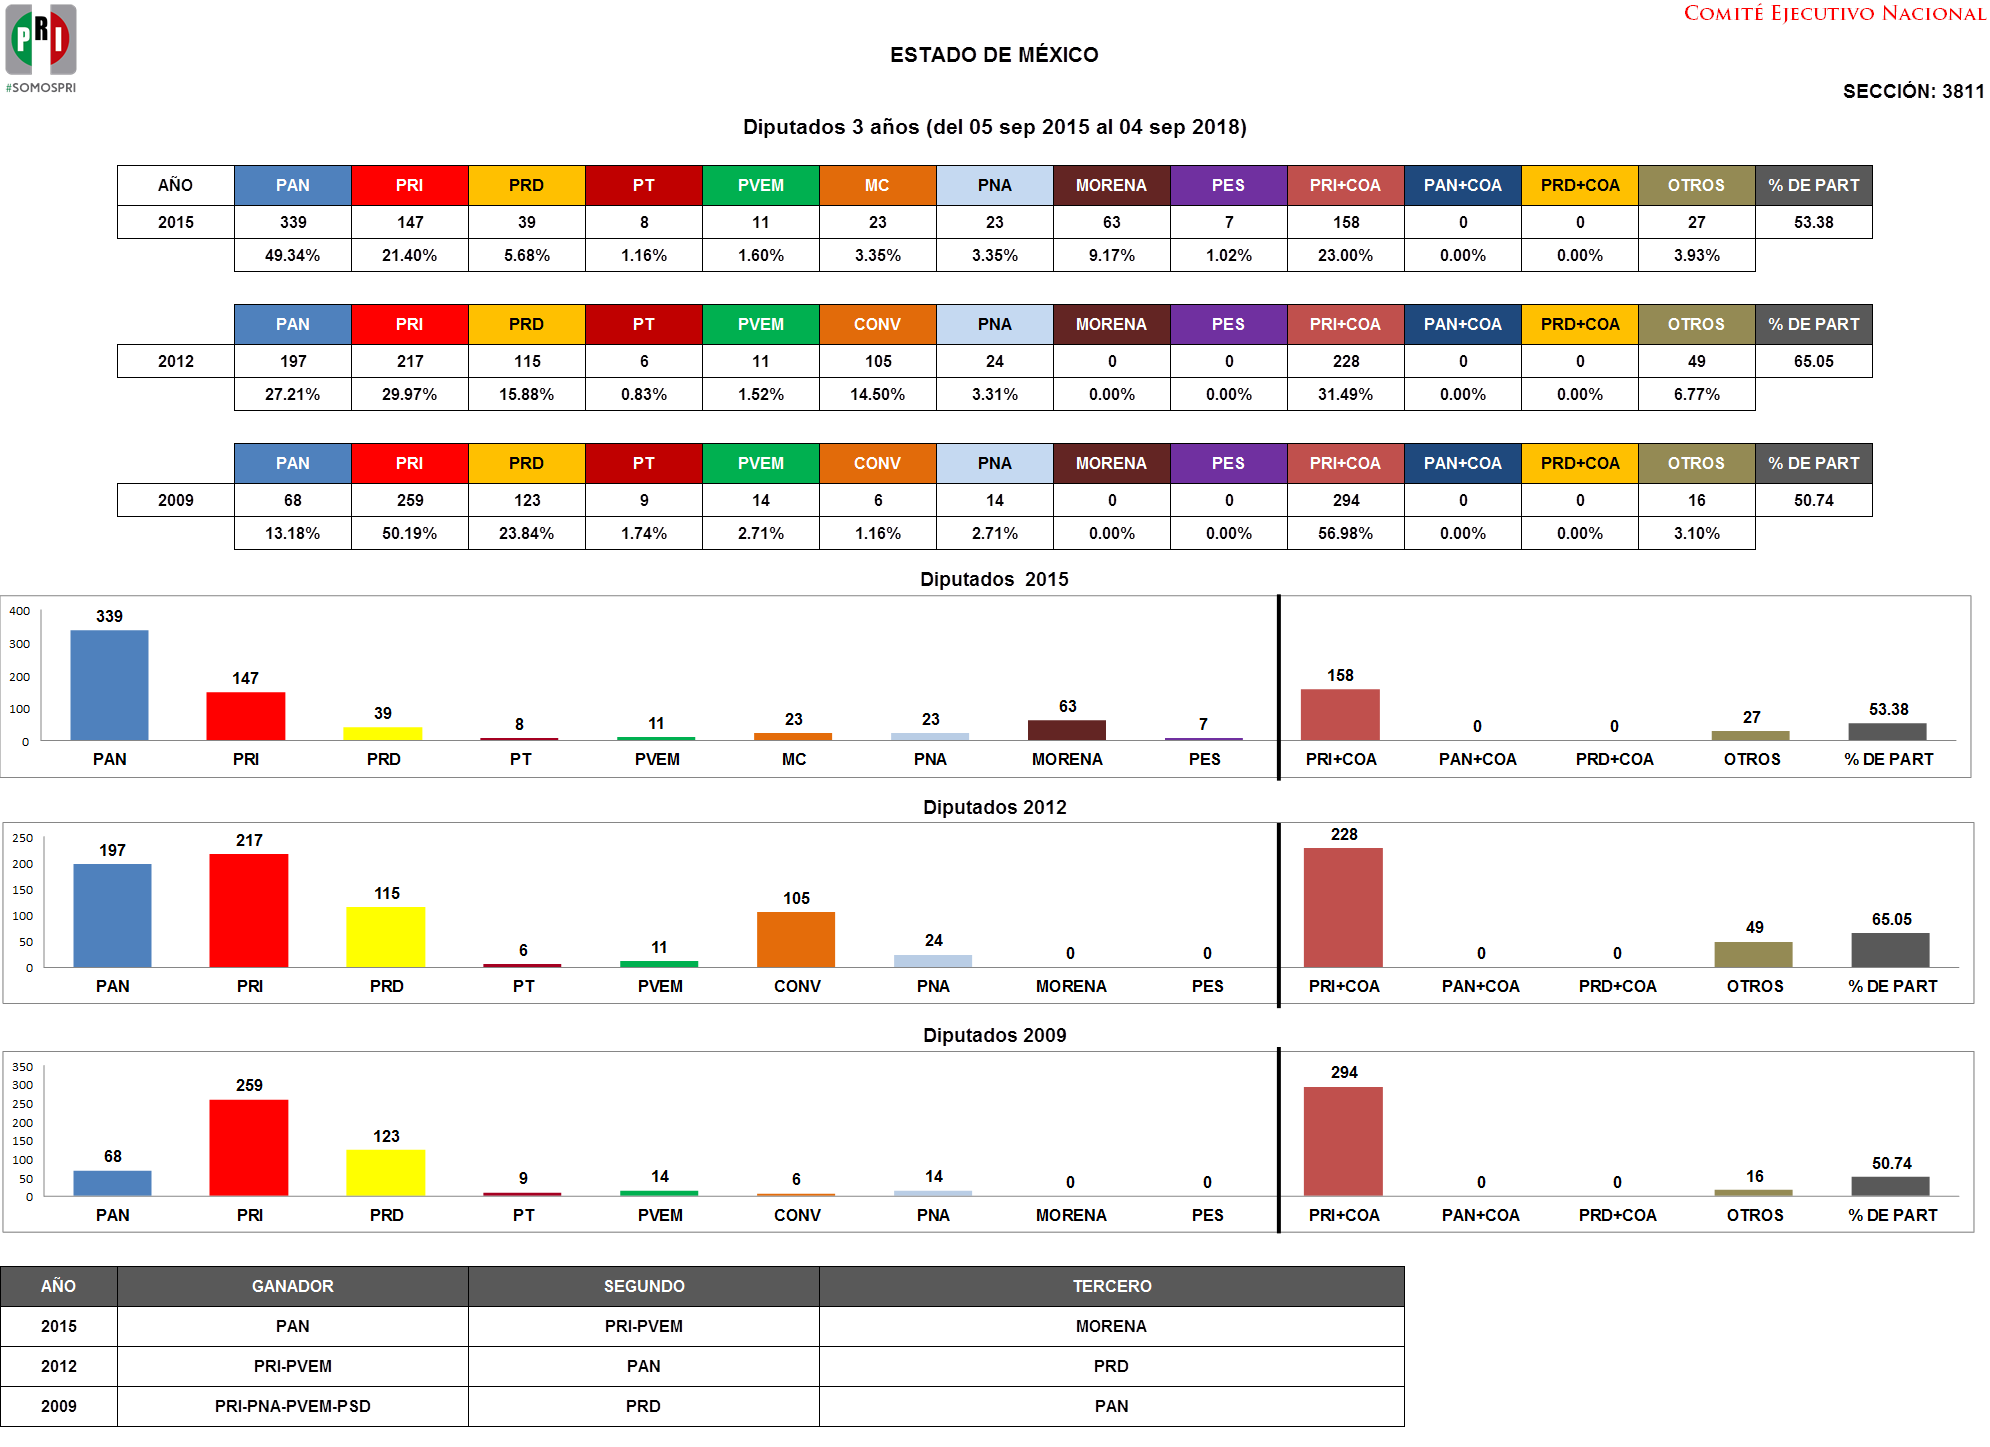 PRI
#SOMOSPRI
COMITÉ EJECUTIVO NACIONAL
ESTADO DE MÉXICO
SECCIÓN: 3811
Diputados 3 años (del 05 sep 2015 al 04 sep 2018)
AÑO PAN PRI PRD PT PVEM MC PNA MORENA PES PRI+COA PAN+COA PRD+COA OTROS % DE PART
2015 339 147 39 8 11 23 23 63 7 158 0 0 27 53.38
49.34% 21.40% 5.68% 1.16% 1.60% 3.35% 3.35% 9.17% 1.02% 23.00% 0.00% 0.00% 3.93%
PAN PRI PRD PT PVEM CONV PNA MORENA PES PRI+COA PAN+COA PRD+COA OTROS % DE PART
2012 197 217 115 6 11 105 24 0 0 228 0 0 49 65.05
27.21% 29.97% 15.88% 0.83% 1.52% 14.50% 3.31% 0.00% 0.00% 31.49% 0.00% 0.00% 6.77%
PAN PRI PRD PT PVEM CONV PNA MORENA PES PRI+COA PAN+COA PRD+COA OTROS % DE PART
2009 68 259 123 9 14 6 14 0 0 294 0 0 16 50.74
13.18% 50.19% 23.84% 1.74% 2.71% 1.16% 2.71% 0.00% 0.00% 56.98% 0.00% 0.00% 3.10%
Diputados 2015
400
300
200
100
0
339 147 39 8 11 23 23 63 7 158 0 0 27 53.38
PAN PRI PRD PT PVEM MC PNA MORENA PES PRI+COA PAN+COA PRD+COA OTROS % DE PART
Diputados 2012
250
200
150
100
50
0
197 217 115 6 11 105 24 0 0 228 0 0 49 65.05
PAN PRI PRD PT PVEM CONV PNA MORENA PES PRI+COA PAN+COA PRD+COA OTROS % DE PART
Diputados 2009
350
300
250
200
150
100
50
0
68 259 123 9 14 6 14 0 0 294 0 0 16 50.74
PAN PRI PRD PT PVEM CONV PNA MORENA PES PRI+COA PAN+COA PRD+COA OTROS % DE PART
AÑO GANADOR SEGUNDO TERCERO
2015 PAN PRI-PVEM MORENA
2012 PRI-PVEM PAN PRD
2009 PRI-PNA-PVEM-PSD PRD PAN